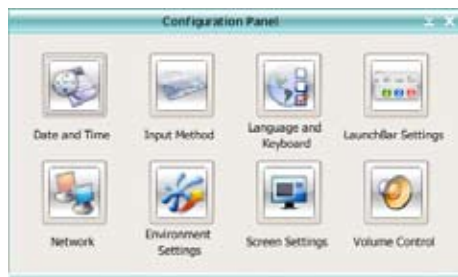 Configuration Panel
Date and Time
Input Method
Language and
Keyboard
LaunchBar Settings
Network
Environment
Settings
Screen Settings
Volume Control